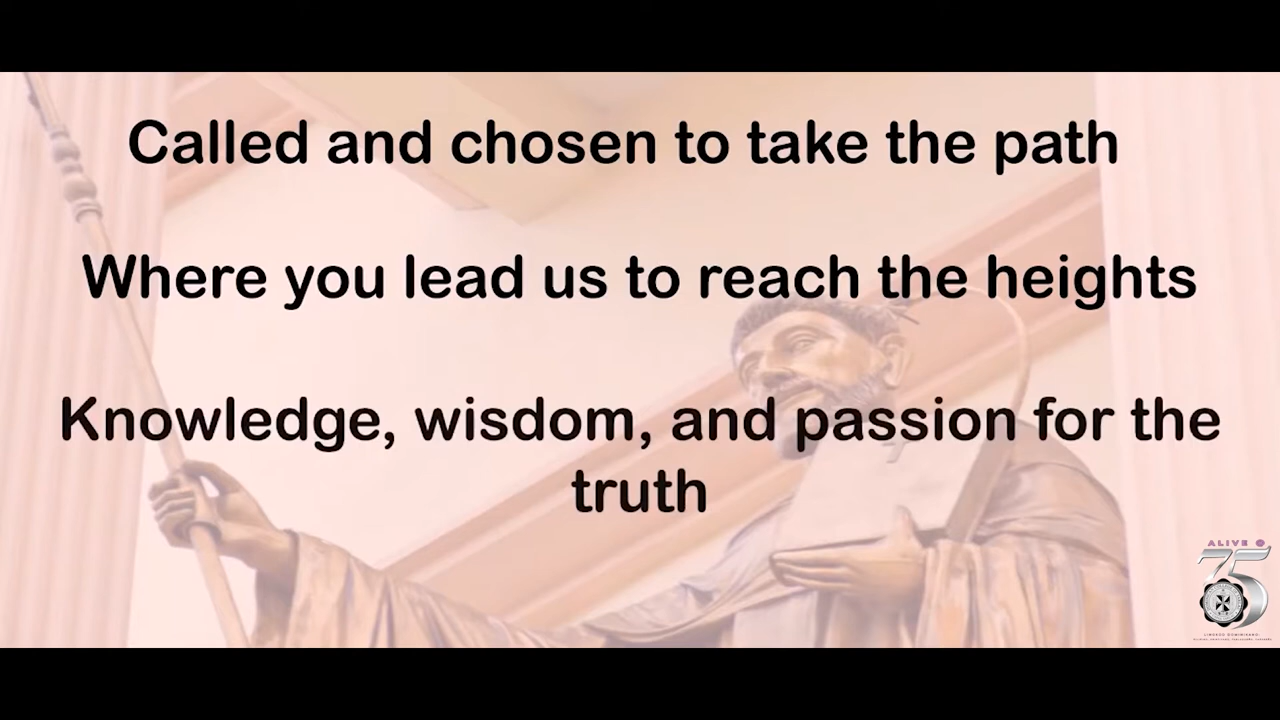 Called and chosen to take the path
Where you lead us to reach the heights
Knowledge, wisdom, and passion for the
truth
ALIVE @
75